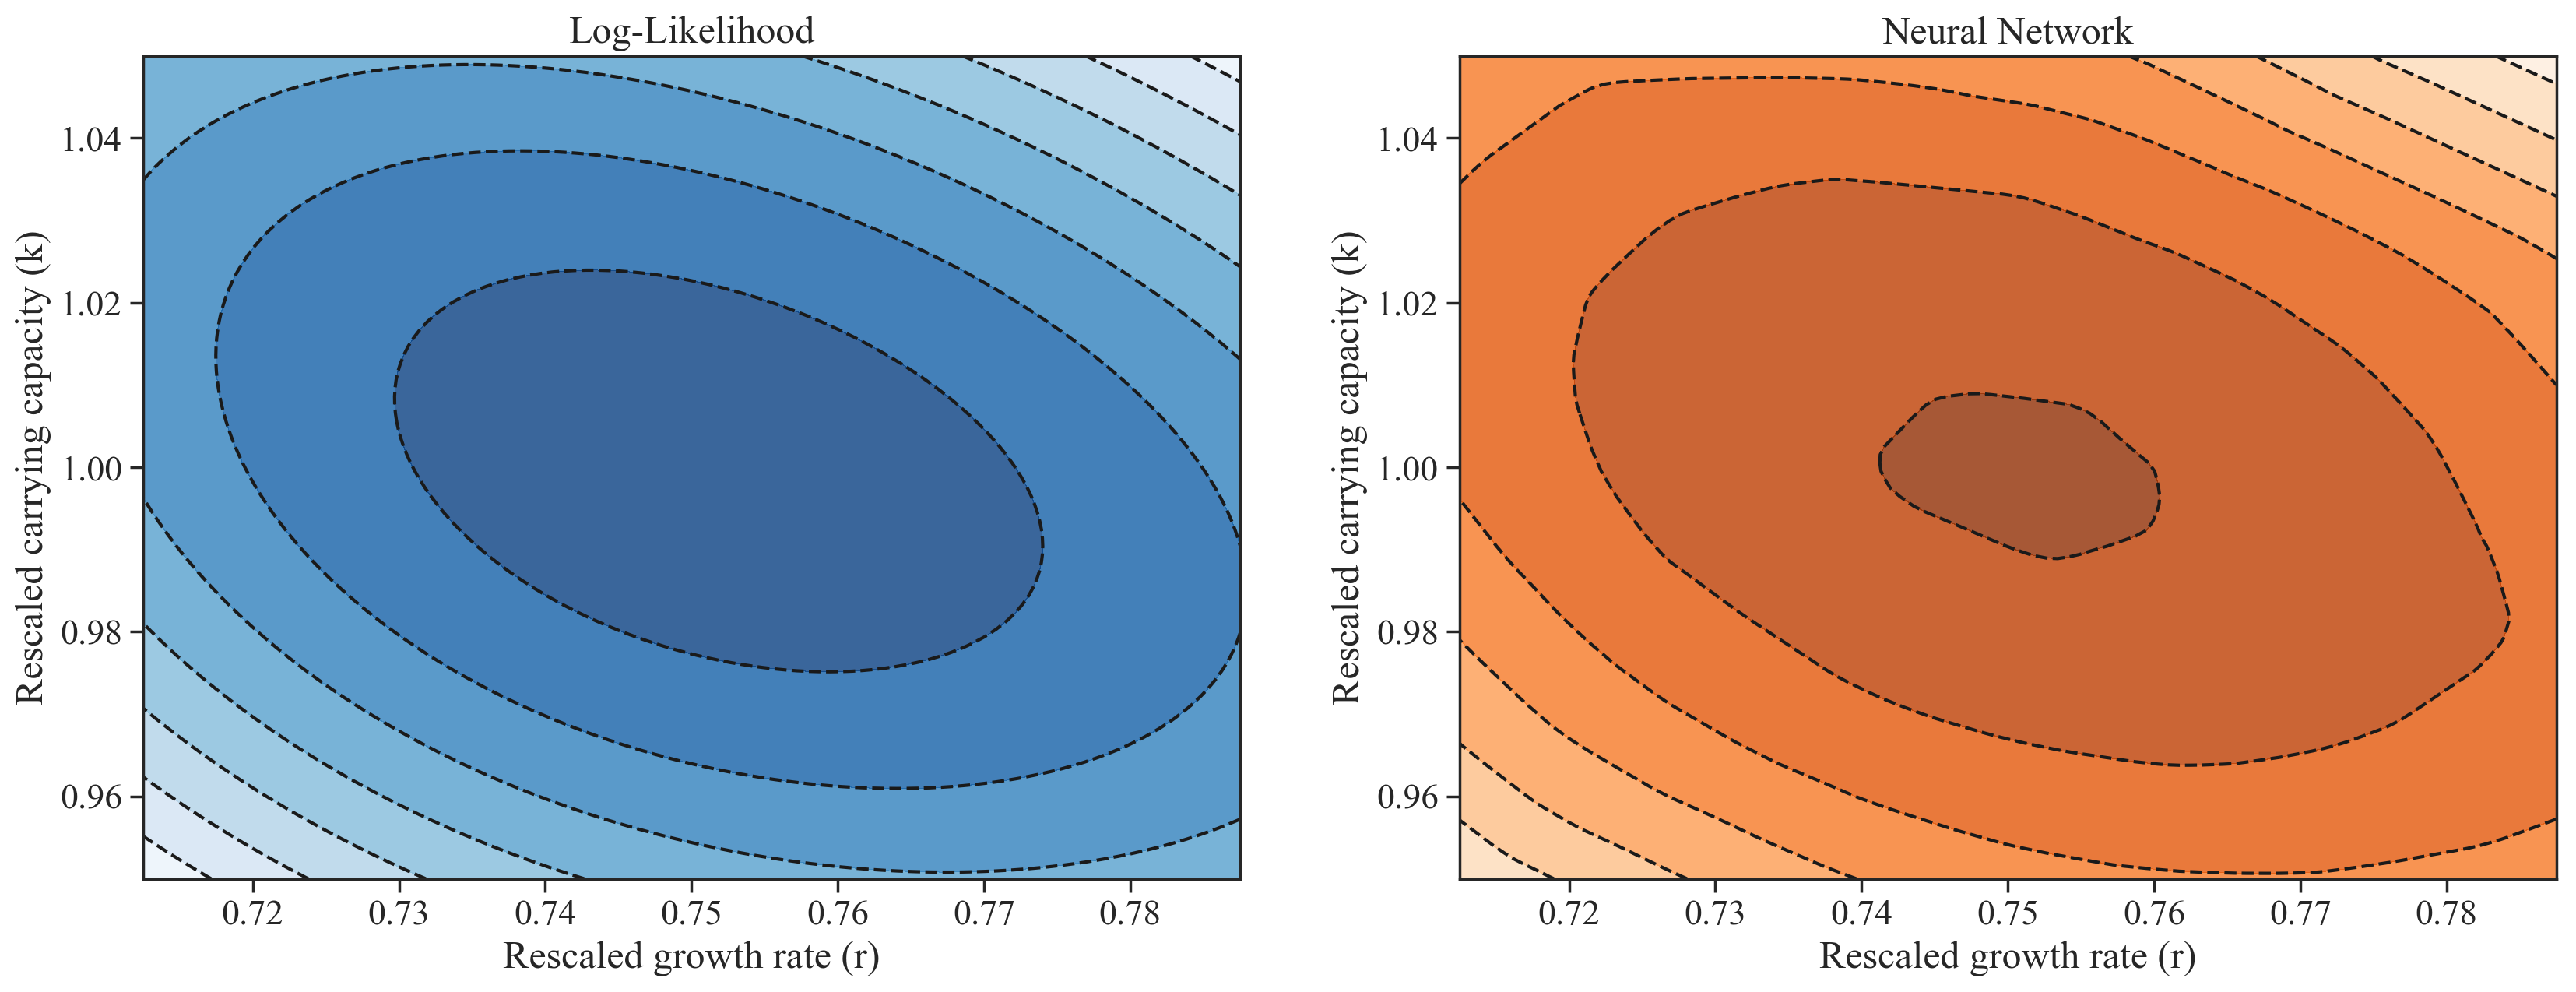 Log-Likelihood
Rescaled carrying capacity (k)
1.04
1.02
1.00
0.98
0.96
0.72 0.73 0.74 0.75 0.76 0.77 0.78
Rescaled growth rate (r)
Neural Network
Rescaled carrying capacity (k)
1.04
1.02
1.00
0.98
0.96
0.72 0.73 0.74 0.75 0.76 0.77 0.78
Rescaled growth rate (r)